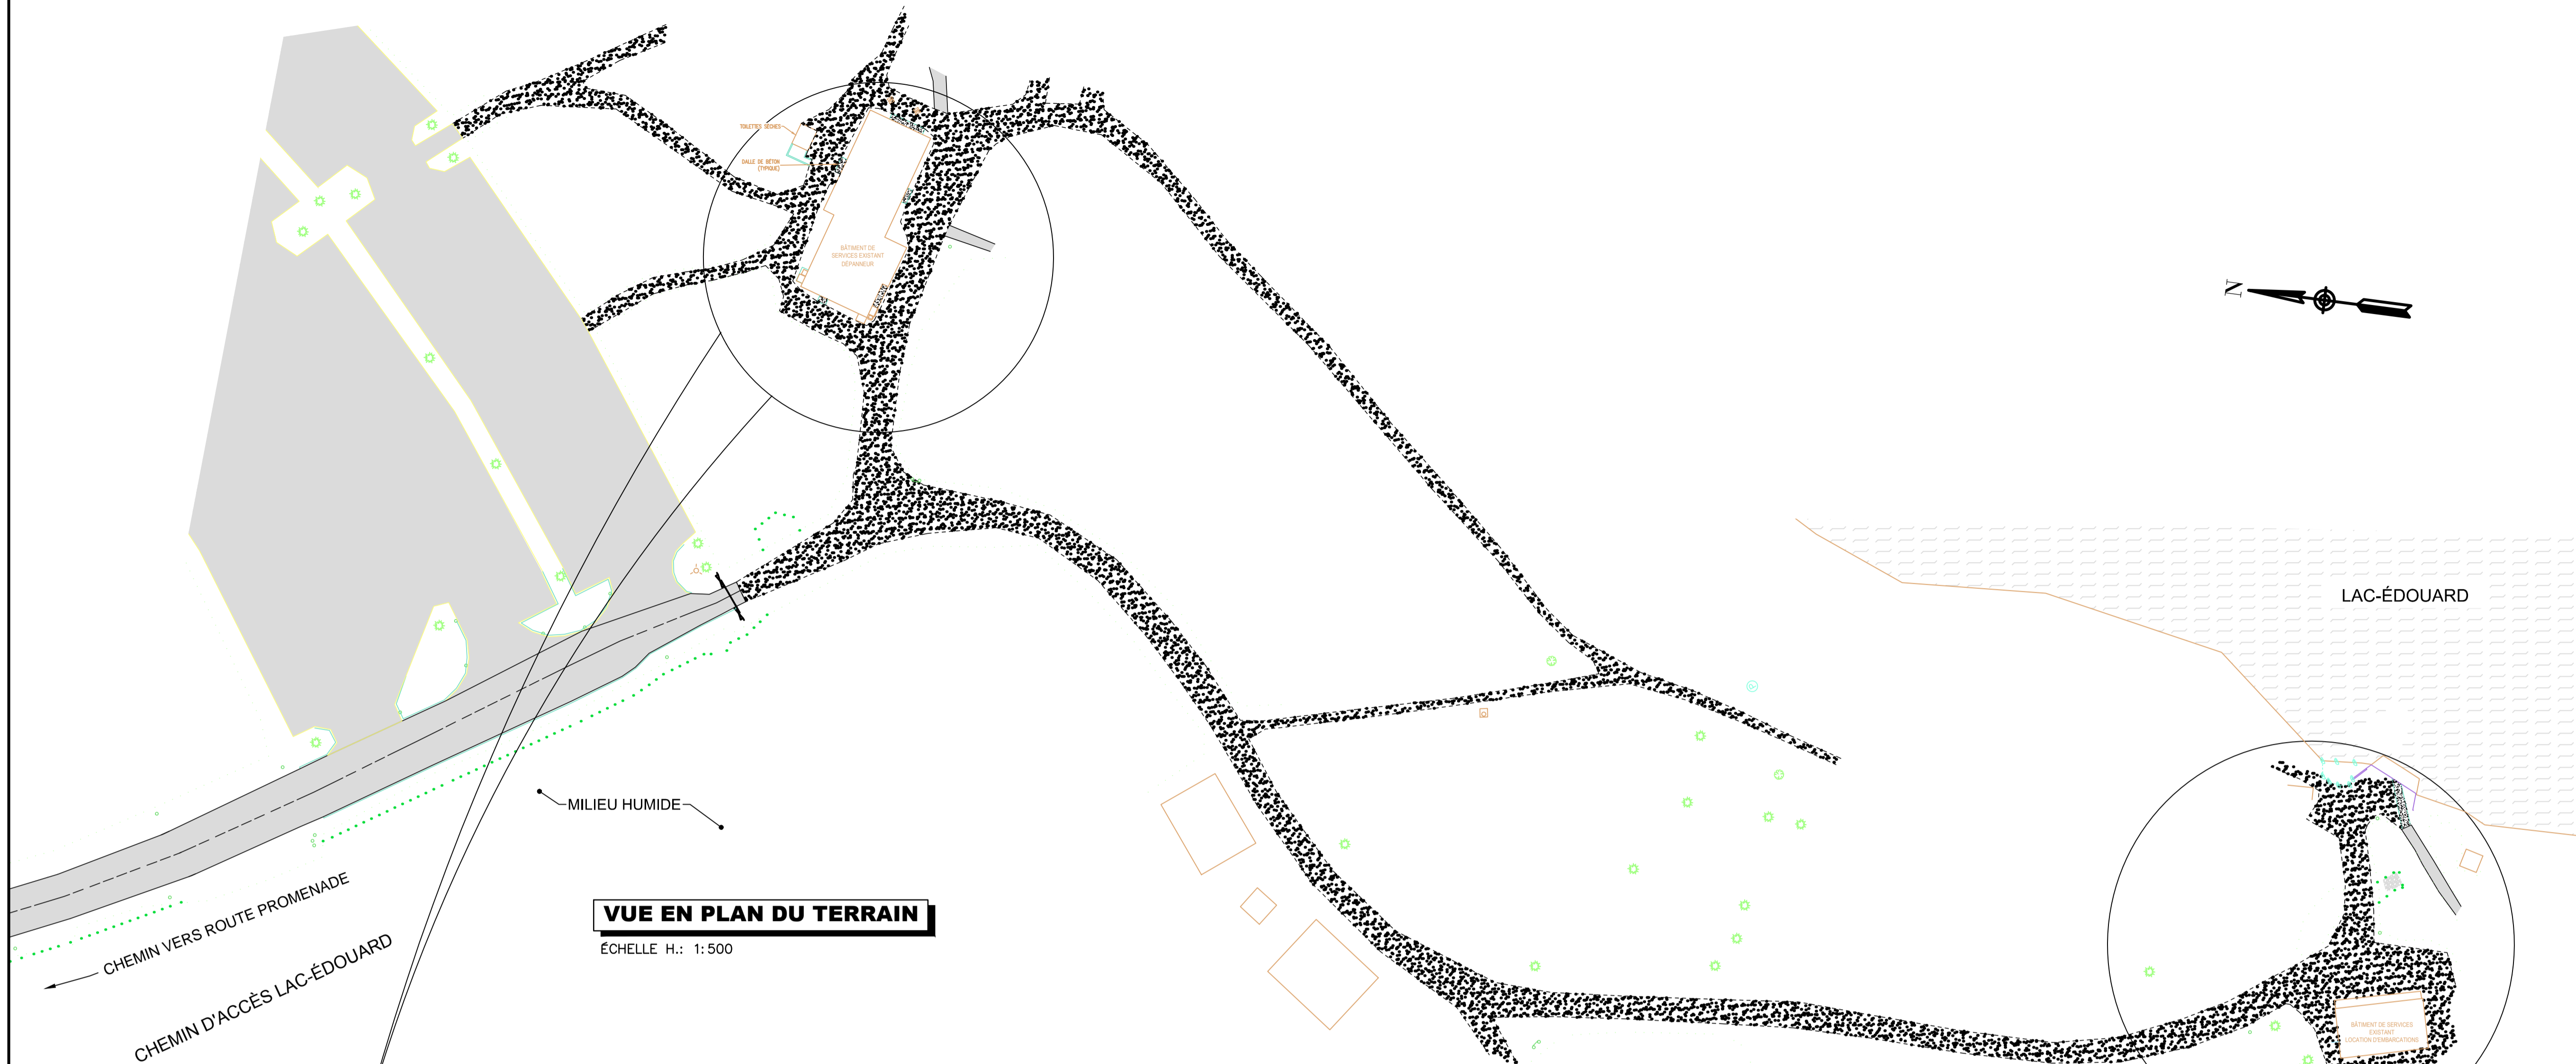 TOILETTES SÈCHES
DALLE DE BÉTON
(TYPIQUE)
BÂTIMENT DE
SERVICES EXISTANT
DÉPANNEUR
N
LAC-ÉDOUARD
MILIEU HUMIDE
VUE EN PLAN DU TERRAIN
ÉCHELLE H.: 1:500
CHEMIN VERS ROUTE PROMENADE
CHEMIN D'ACCÈS LAC-ÉDOUARD
BÂTIMENT DE SERVICES
EXISTANT
LOCATION D'EMBARCATIONS